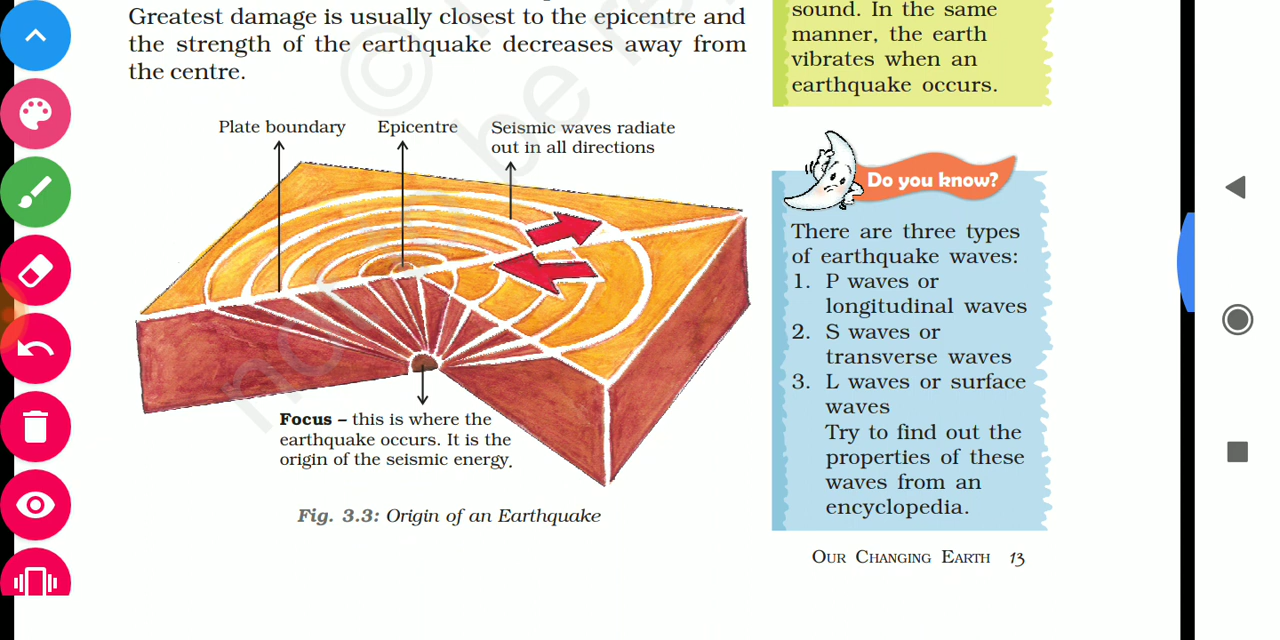 Greatest damage is usually closest to the epicentre and
the strength of the earthquake decreases away from
the centre.
Plate boundary
Epicentre
Seismic waves radiate
out in all directions
Focus – this is where the
earthquake occurs. It is the
origin of the seismic energy.
Fig. 3.3: Origin of an Earthquake
sound. In the same
manner, the earth
vibrates when an
earthquake occurs.
Do you know?
There are three types
of earthquake waves:
1. P waves or
longitudinal waves
2. S waves or
transverse waves
3. L waves or surface
waves
Try to find out the
properties of these
waves from an
encyclopedia.
OUR CHANGING EARTH 13
©
be re
no